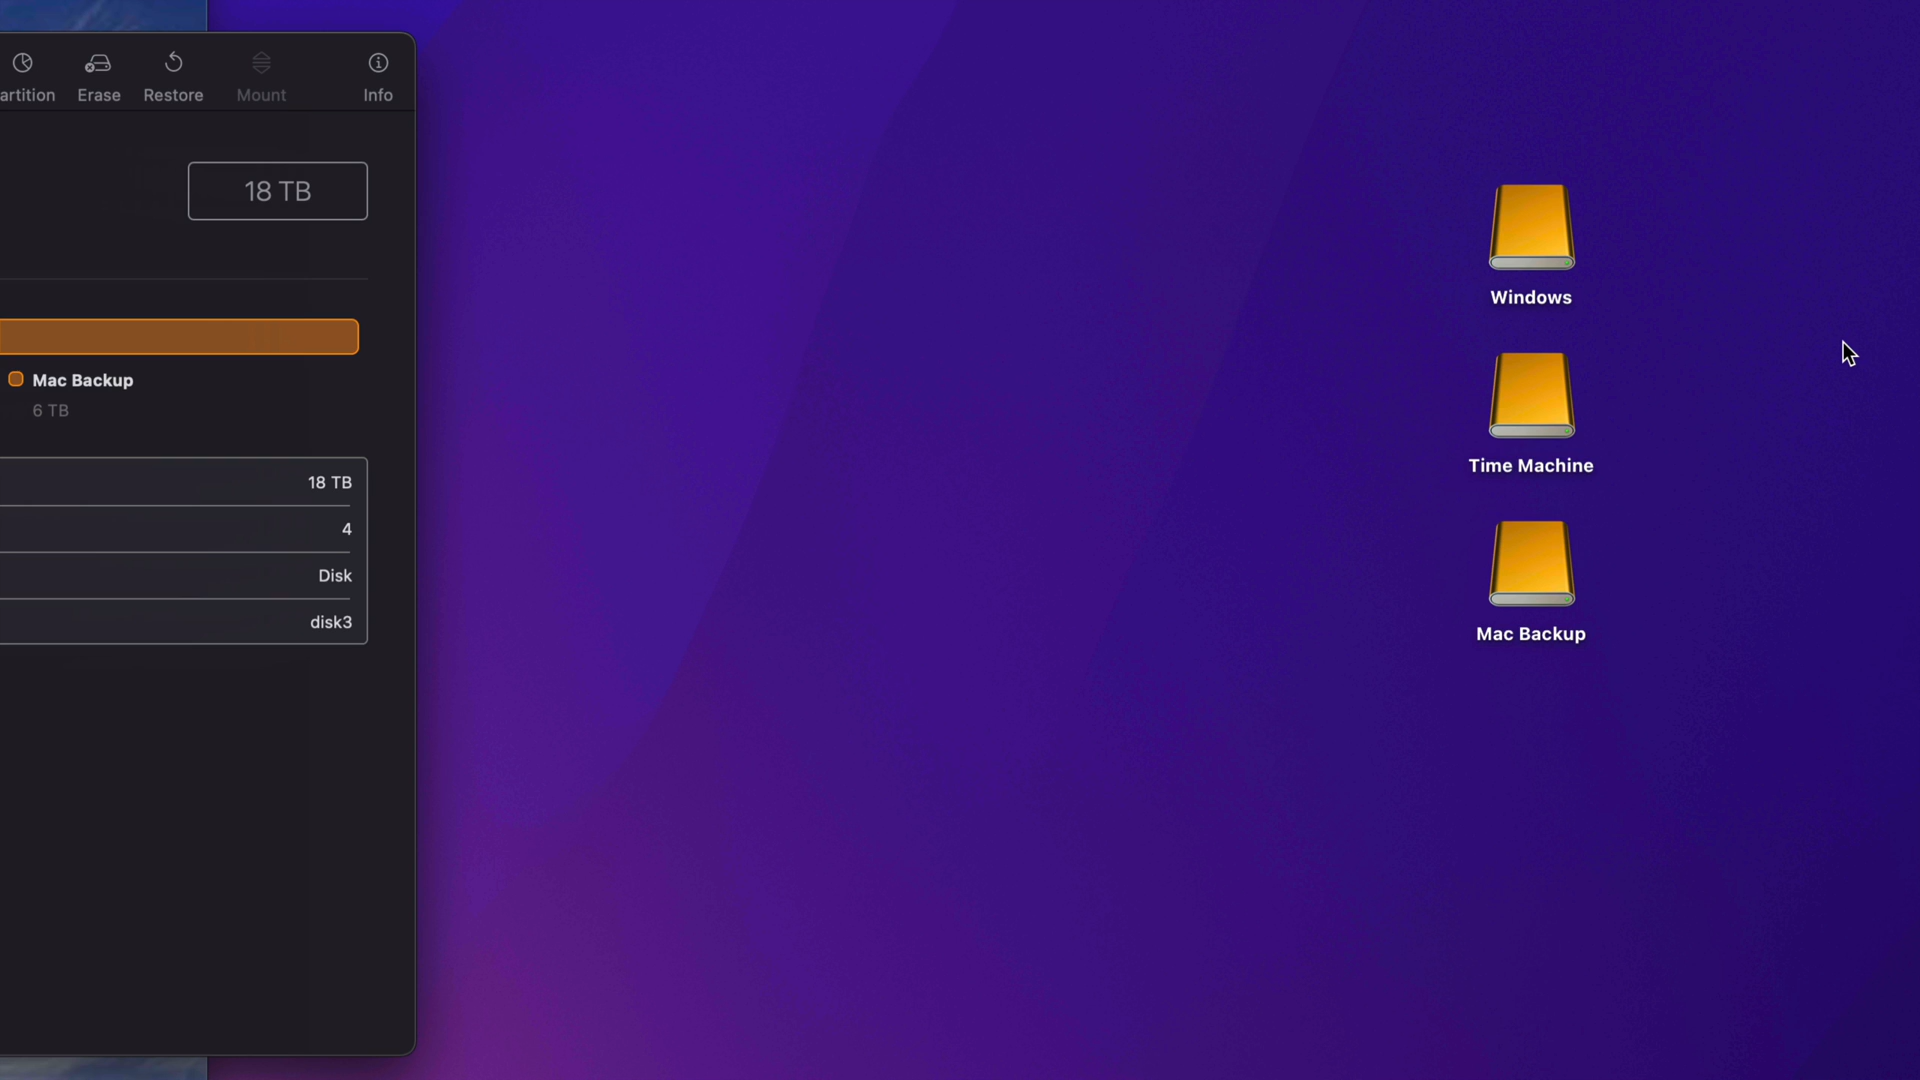 artition Erase Restore Mount Info
18 TB
Mac Backup
6 TB
18 TB
4
Disk
disk3
Windows
Time Machine
Mac Backup